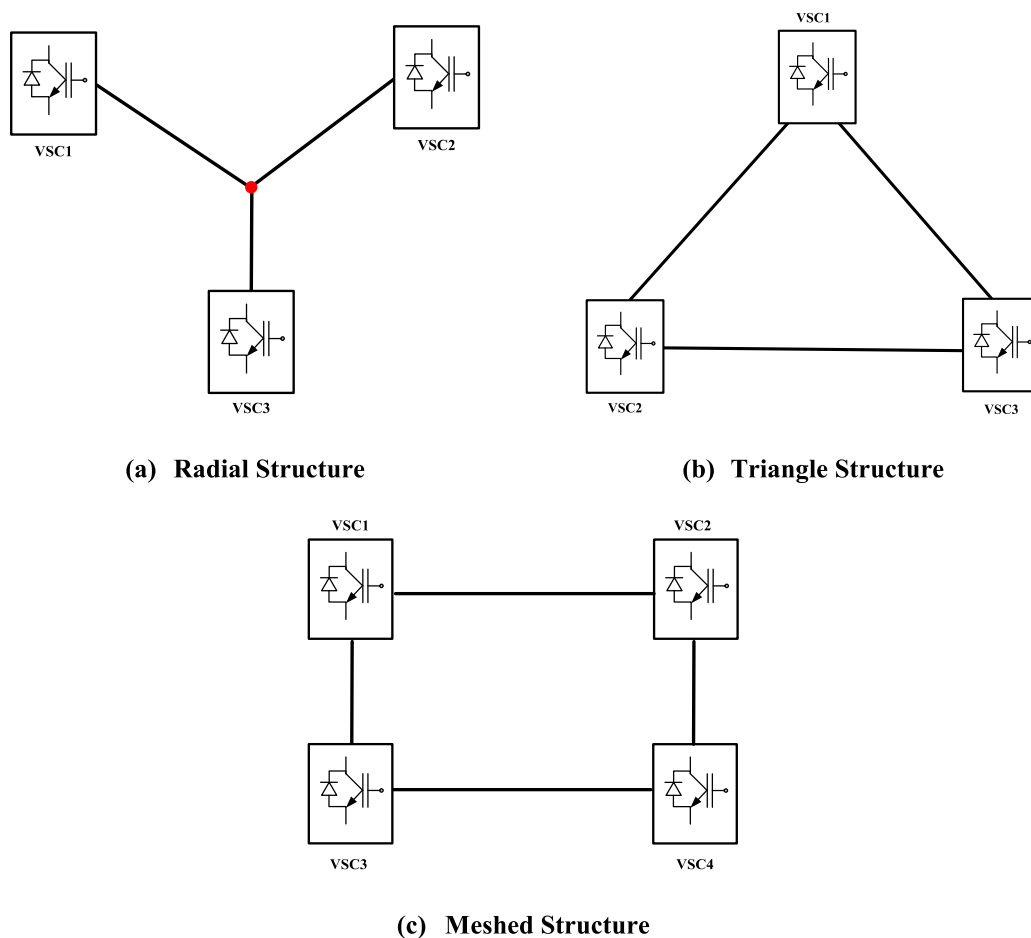 VSC1
VSC2
VSC3
(a) Radial Structure
VSC1
VSC2
VSC3
(b) Triangle Structure
VSC1
VSC2
VSC3
VSC4
(c) Meshed Structure